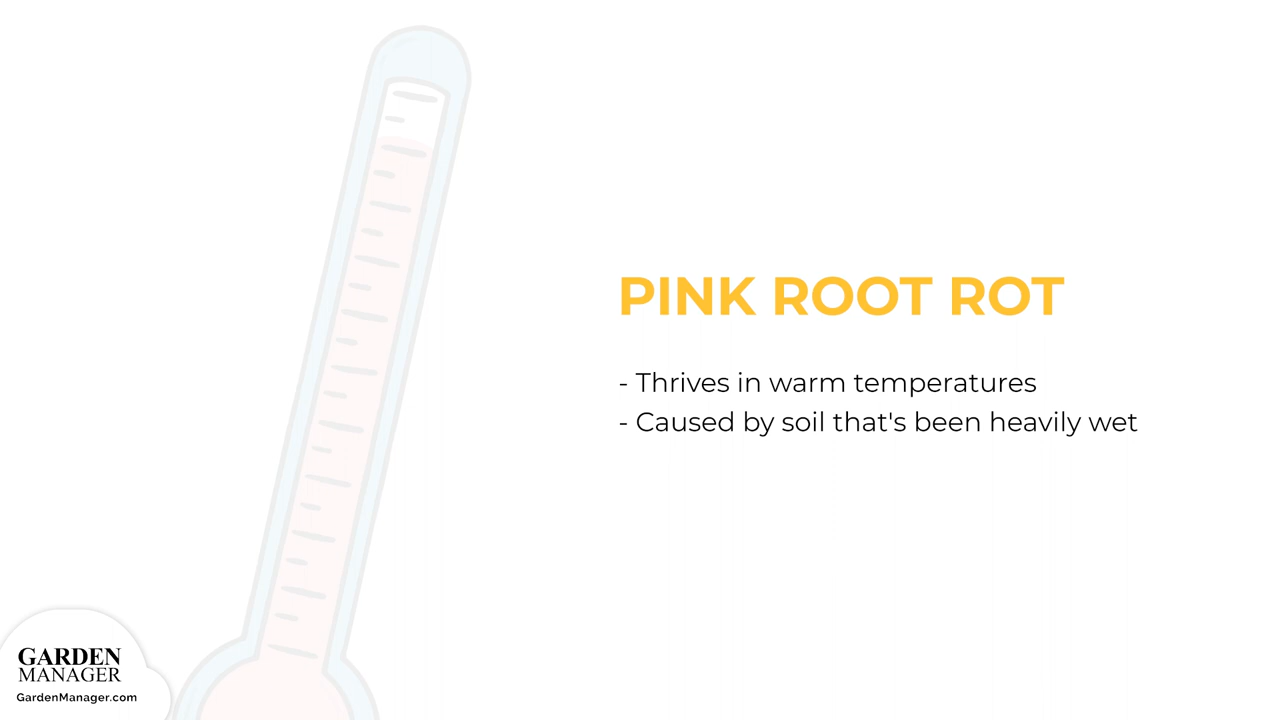 PINK ROOT ROT
- Thrives in warm temperatures
- Caused by soil that's been heavily wet
GARDEN
MANAGER
GardenManager.com